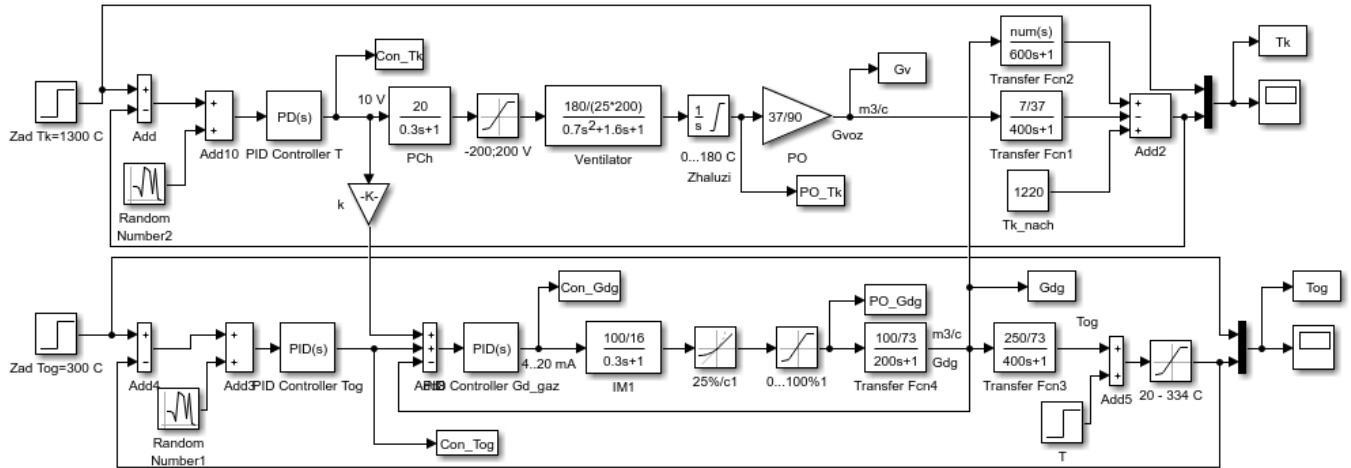 num(s)
600s+1
Transfer Fcn2
Tk
Gv
Con_Tk
Zad Tk=1300 C
+
−
Add
+
+
Add10
PD(s)
PID Controller T
10 V
20
0.3s+1
PCh
-200;200 V
180/(25*200)
0.7s²+1.6s+1
Ventilator
1
s
0...180 C
Zhaluzi
37/90
PO
m3/c
Gvoz
7/37
400s+1
Transfer Fcn1
+
−
+
Add2
PO_Tk
1220
Tk_nach
Random
Number2
k
-K-
Con_Gdg
PO_Gdg
Gdg
Tog
Zad Tog=300 C
+
−
Add4
+
+
Add3
PID(s)
PID Controller Tog
+
+
−
PID(s)
PID Controller Gd_gaz
4..20 mA
100/16
0.3s+1
IM1
25%/c1
0...100%1
100/73
200s+1
Transfer Fcn4
m3/c
Gdg
250/73
400s+1
Transfer Fcn3
Tog
+
+
Add5
20 - 334 C
T
Random
Number1
Con_Tog